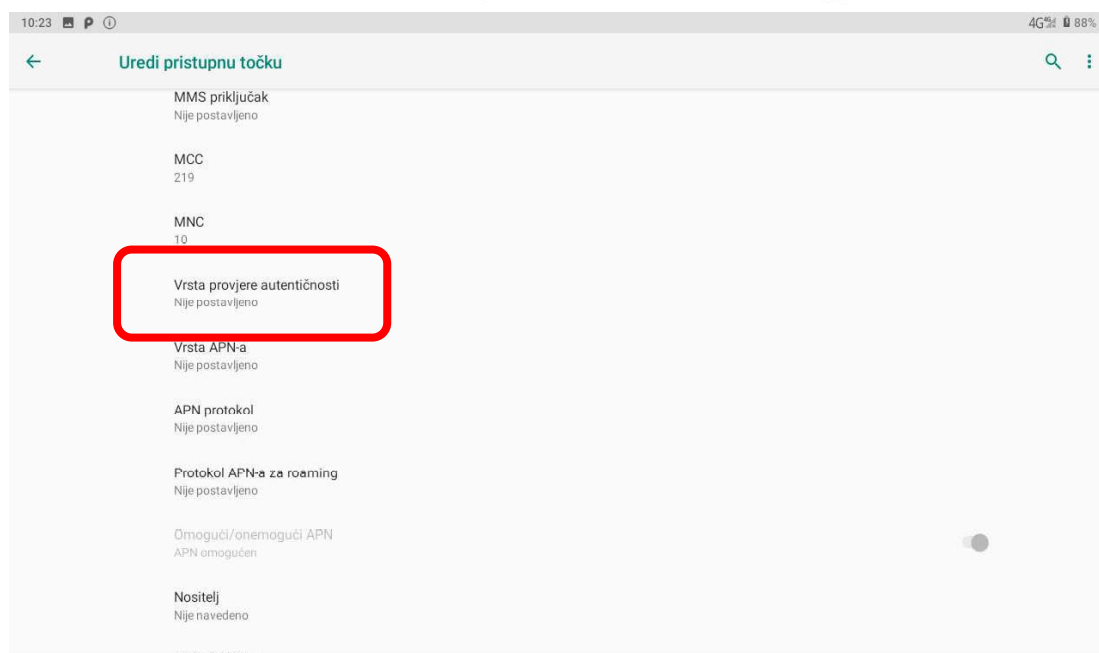 10:23 4G 88%
Uredi pristupnu točku
MMS priključak
Nije postavljeno
MCC
219
MNC
10
Vrsta provjere autentičnosti
Nije postavljeno
Vrsta APN-a
Nije postavljeno
APN protokol
Nije postavljeno
Protokol APN-a za roaming
Nije postavljeno
Omogući/onemogući APN
APN omogućen
Nositelj
Nije navedeno